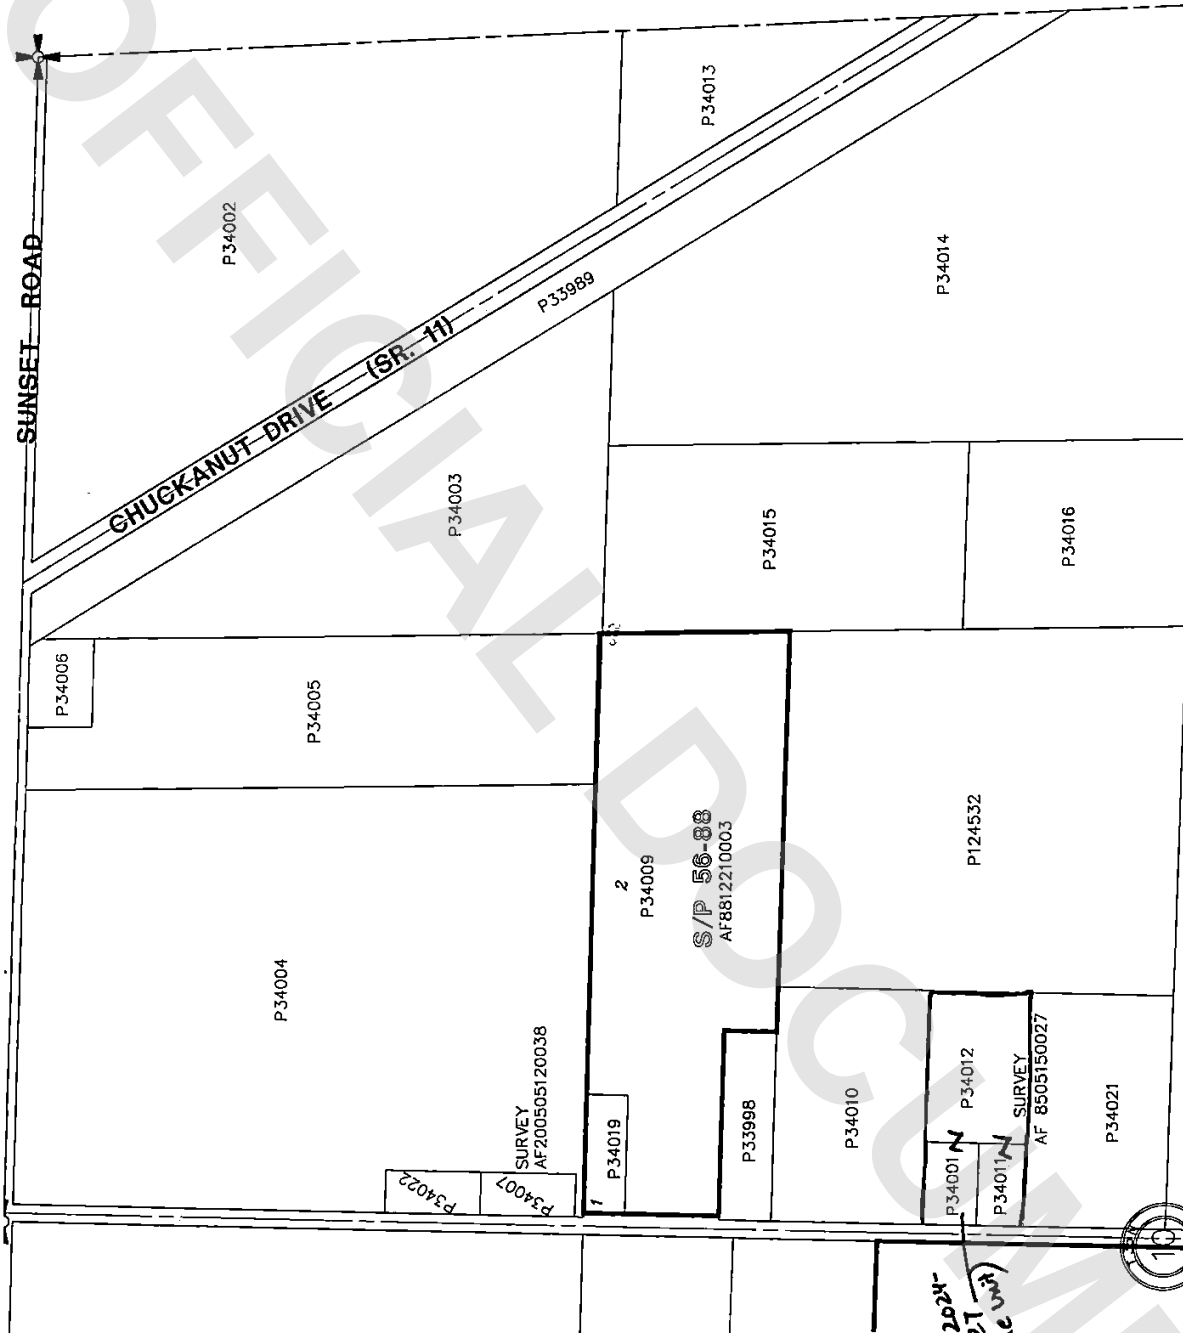 SUNSET ROAD
P34002
P34013
P34014
P33989
CHUCKANUT DRIVE (SR. 11)
P34003
P34015
P34016
P34006
P34005
P34004
2
P34009
S/P 56-88
AF8812210003
P124532
SURVEY
AF200505120038
P34022
P34007
1
P34019
P33998
P34010
P34012
P34001 N
P34011 N
SURVEY
AF 8505150027
P34021
10
2024-
OFFICIAL DOCUM